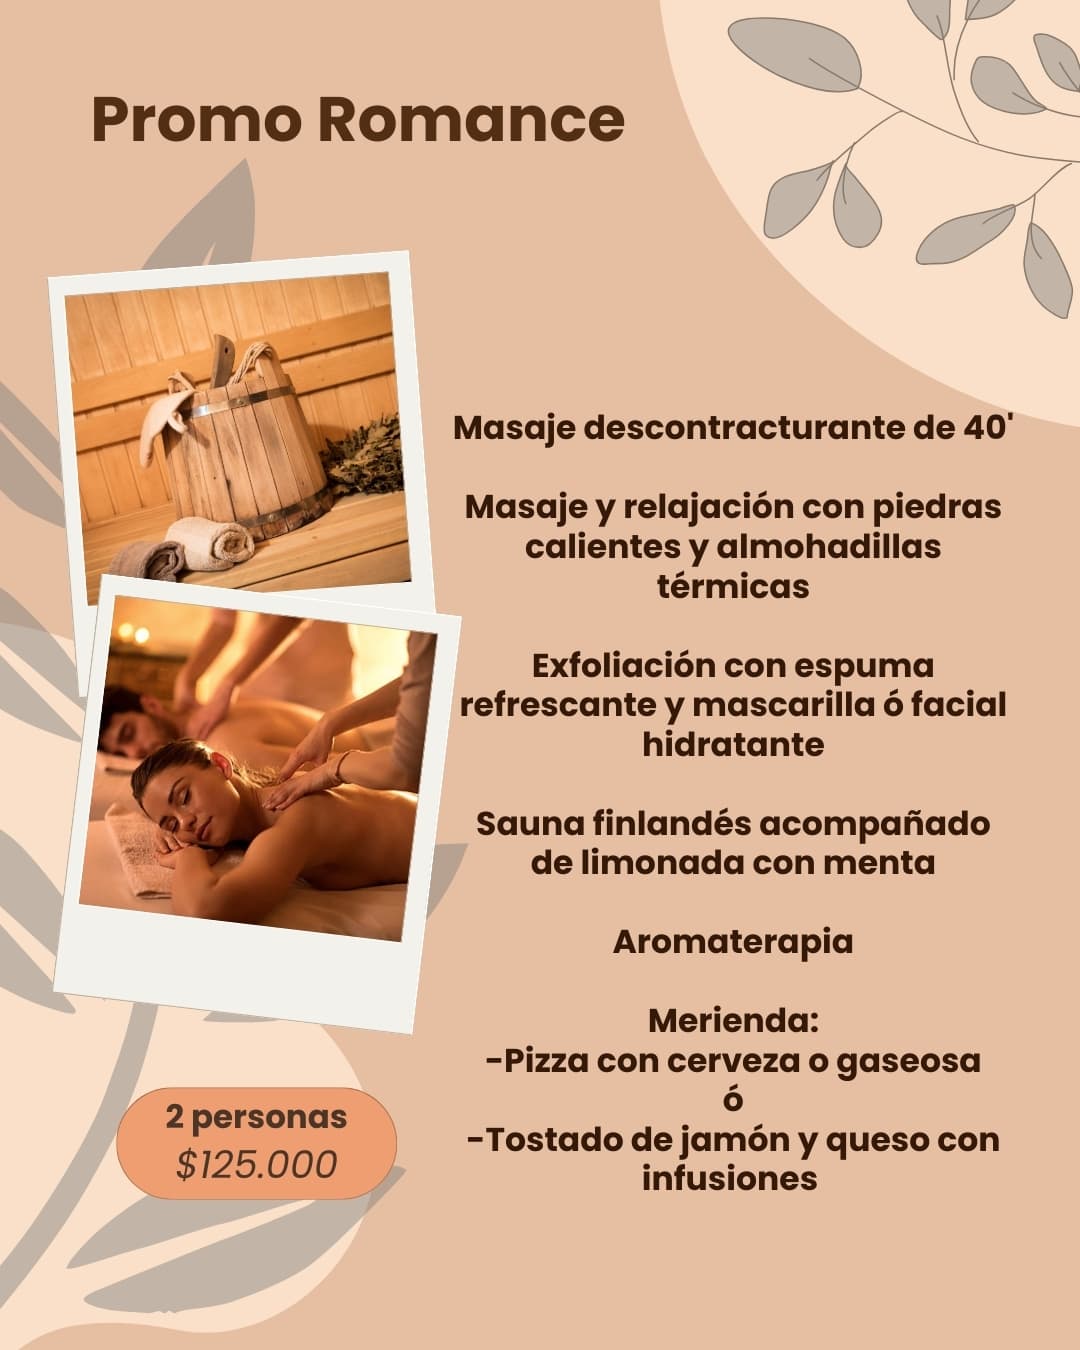 Promo Romance
Masaje descontracturante de 40'
Masaje y relajación con piedras
calientes y almohadillas
térmicas
Exfoliación con espuma
refrescante y mascarilla ó facial
hidratante
Sauna finlandés acompañado
de limonada con menta
Aromaterapia
Merienda:
-Pizza con cerveza o gaseosa
ó
-Tostado de jamón y queso con
infusiones
2 personas
$125.000